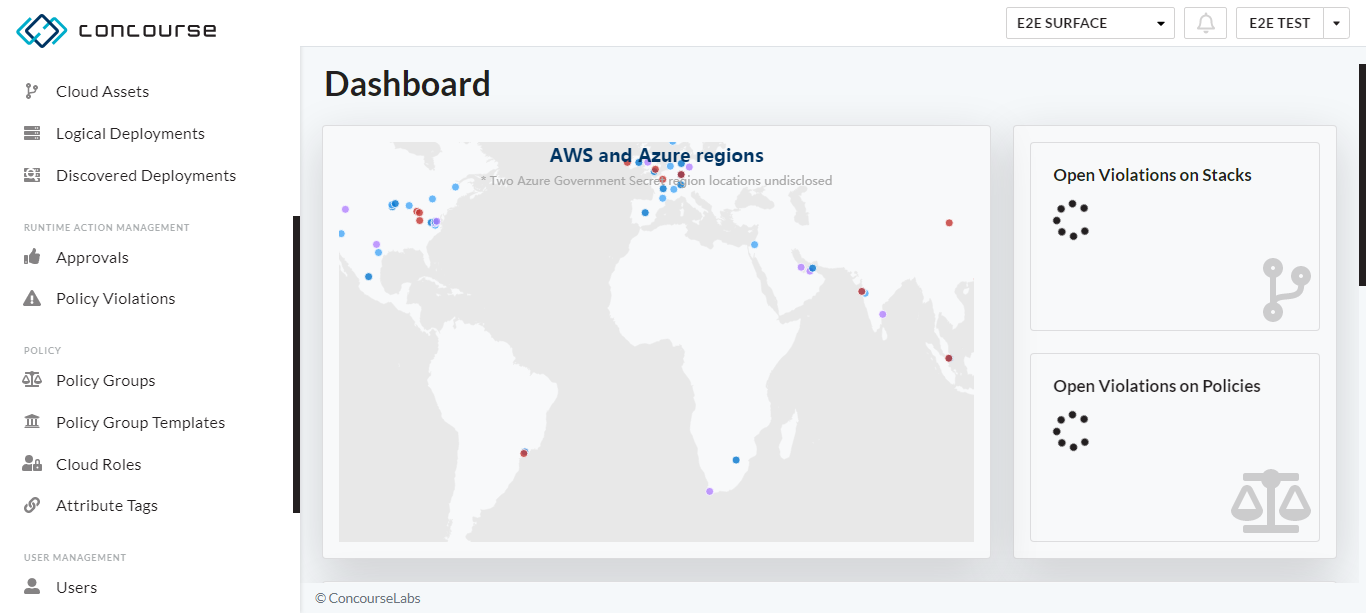 concourse
E2E SURFACE
E2E TEST
Cloud Assets
Logical Deployments
Discovered Deployments
RUNTIME ACTION MANAGEMENT
Approvals
Policy Violations
POLICY
Policy Groups
Policy Group Templates
Cloud Roles
Attribute Tags
USER MANAGEMENT
Users
Dashboard
AWS and Azure regions
* Two Azure Government Secret region locations undisclosed
Open Violations on Stacks
Open Violations on Policies
© ConcourseLabs